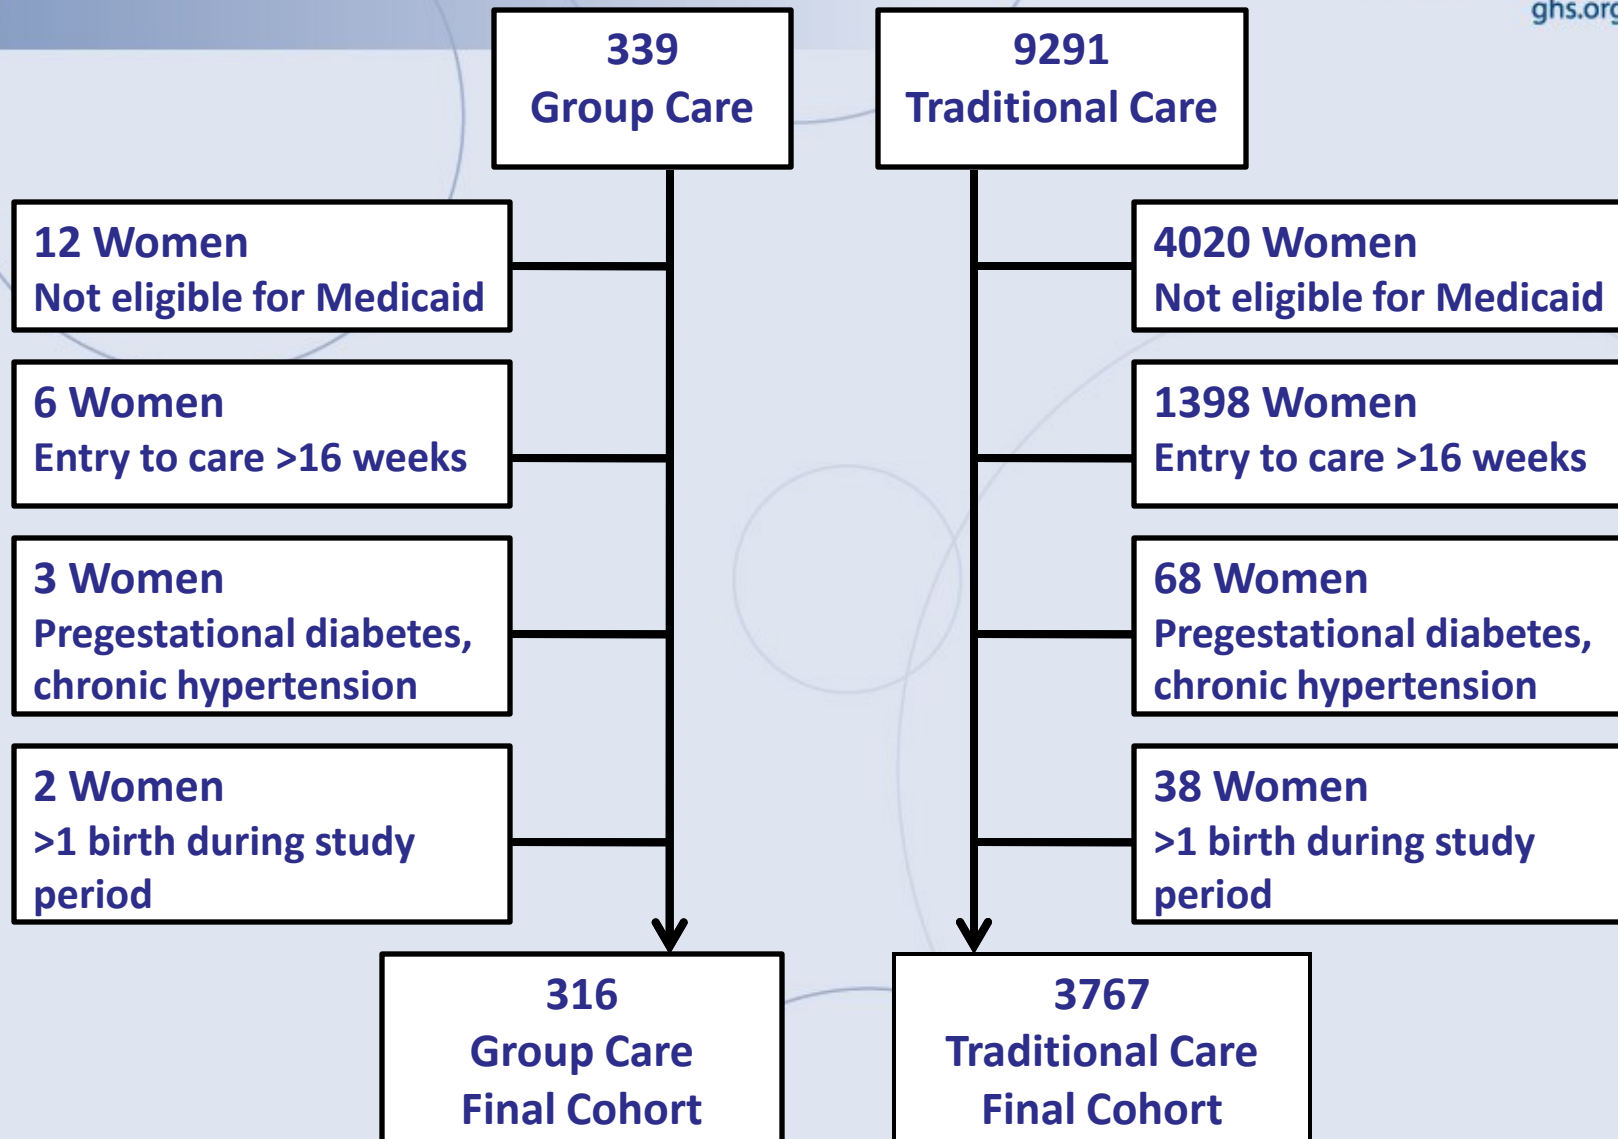 ghs.org
339
Group Care
9291
Traditional Care
12 Women
Not eligible for Medicaid
4020 Women
Not eligible for Medicaid
6 Women
Entry to care >16 weeks
1398 Women
Entry to care >16 weeks
3 Women
Pregestational diabetes,
chronic hypertension
68 Women
Pregestational diabetes,
chronic hypertension
2 Women
>1 birth during study
period
38 Women
>1 birth during study
period
316
Group Care
Final Cohort
3767
Traditional Care
Final Cohort